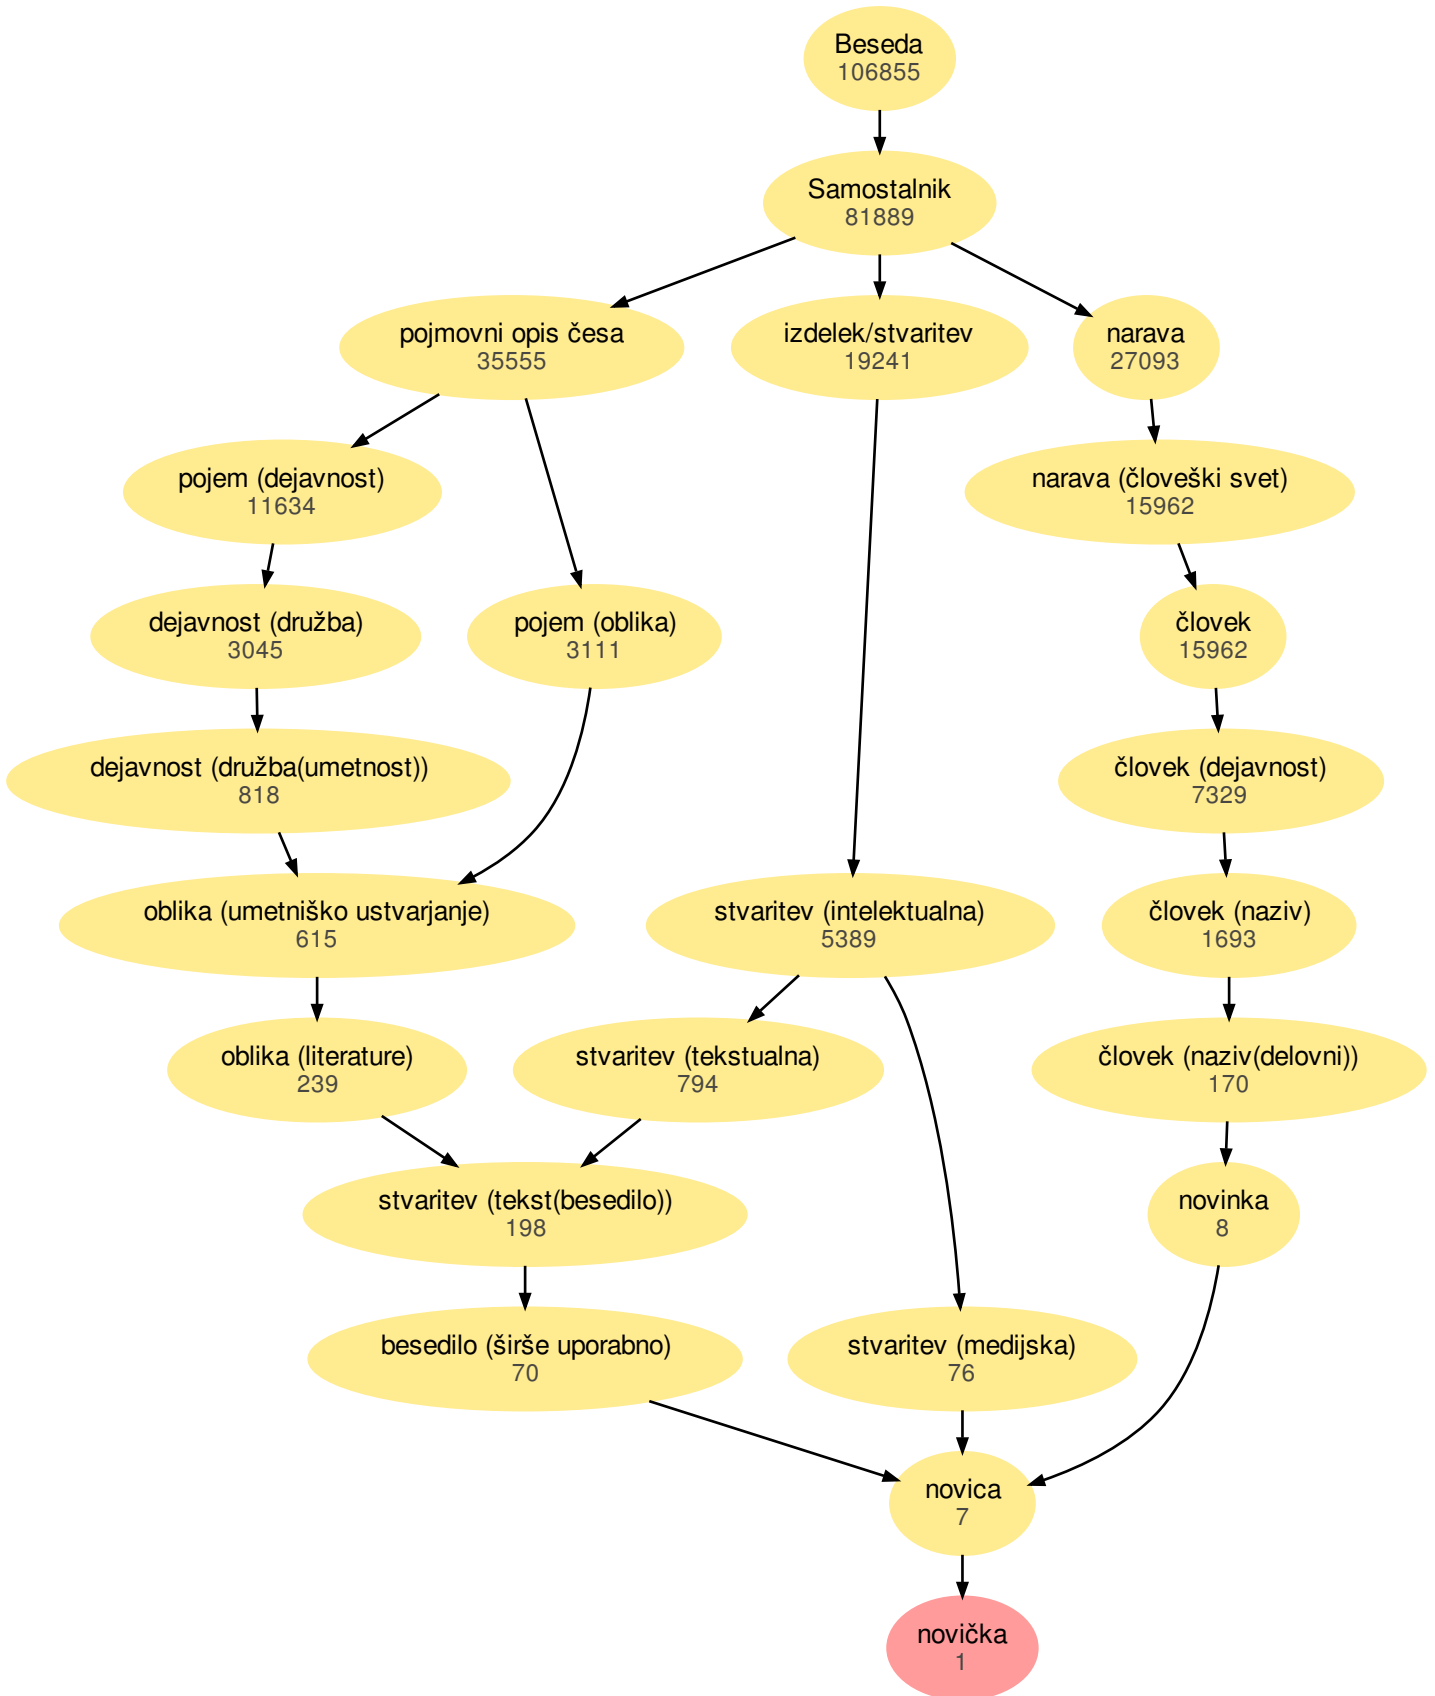 Beseda
106855
Samostalnik
81889
pojmovni opis česa
35555
izdelek/stvaritev
19241
narava
27093
pojem (dejavnost)
11634
narava (človeški svet)
15962
dejavnost (družba)
3045
pojem (oblika)
3111
človek
15962
dejavnost (družba(umetnost))
818
človek (dejavnost)
7329
oblika (umetniško ustvarjanje)
615
stvaritev (intelektualna)
5389
človek (naziv)
1693
oblika (literature)
239
stvaritev (tekstualna)
794
človek (naziv(delovni))
170
stvaritev (tekst(besedilo))
198
novinka
8
besedilo (širše uporabno)
70
stvaritev (medijska)
76
novica
7
novička
1